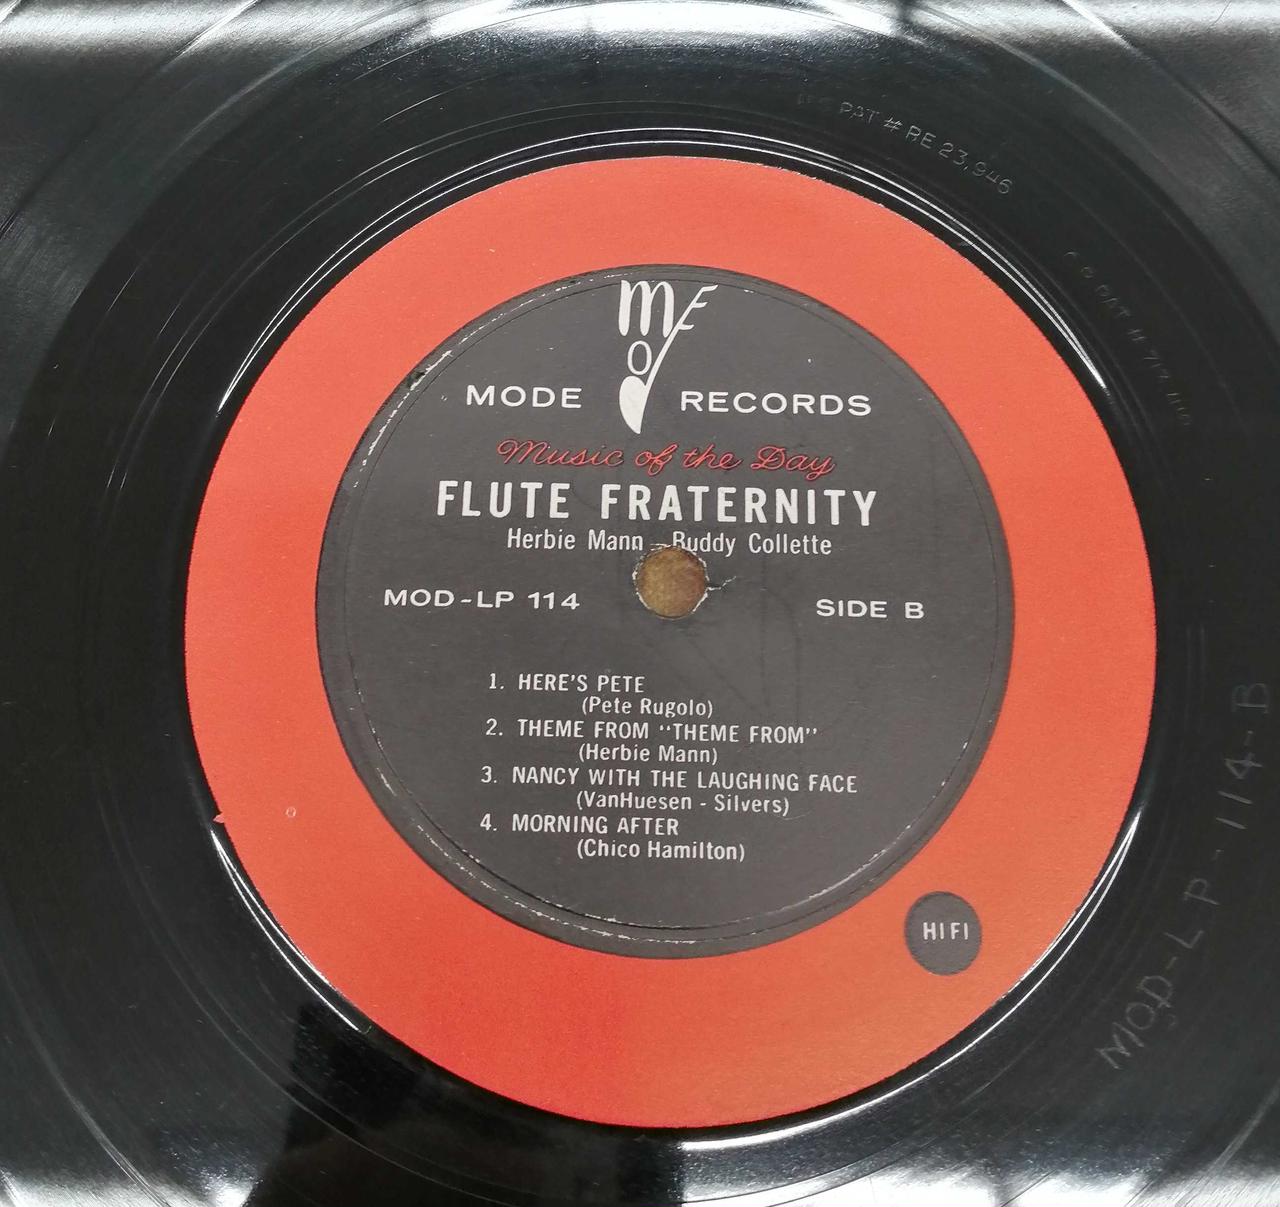 PAT # RE 23,946
MODE RECORDS
Music of the Day
FLUTE FRATERNITY
Herbie Mann - Buddy Collette
MOD-LP 114
SIDE B
1. HERE'S PETE
(Pete Rugolo)
2. THEME FROM "THEME FROM"
(Herbie Mann)
3. NANCY WITH THE LAUGHING FACE
(VanHuesen - Silvers)
4. MORNING AFTER
(Chico Hamilton)
HI FI
MOD-LP-114-B